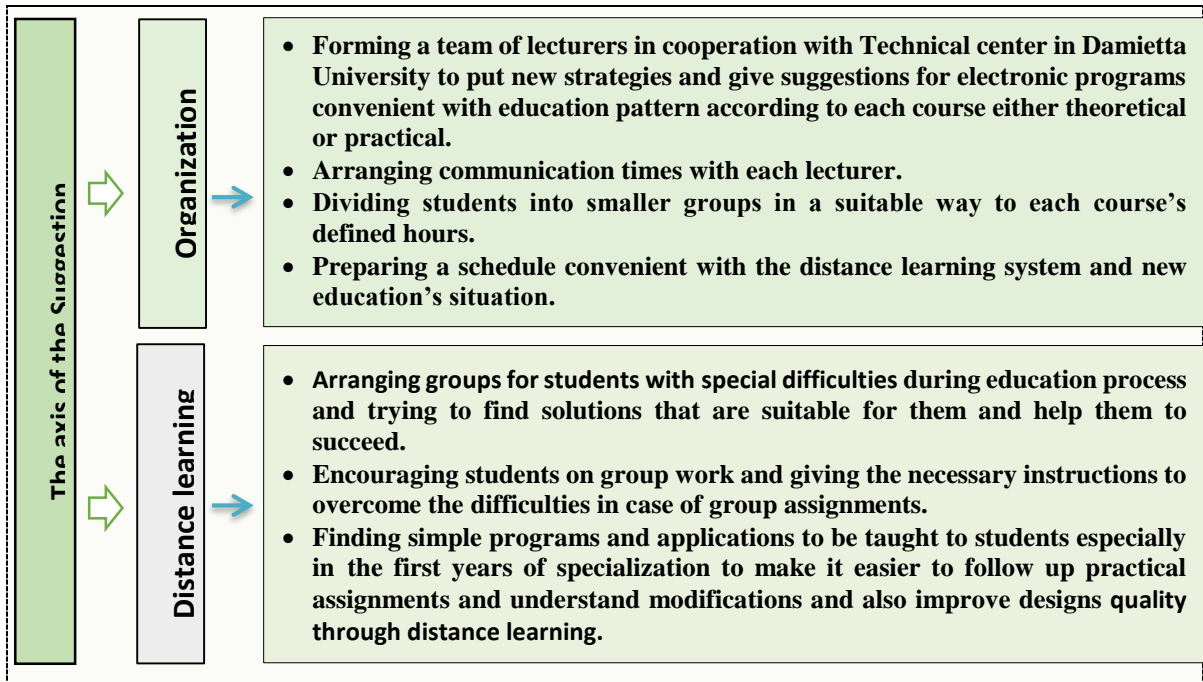 The axis of the Suggestion
Organization
• Forming a team of lecturers in cooperation with Technical center in Damietta
University to put new strategies and give suggestions for electronic programs
convenient with education pattern according to each course either theoretical
or practical.
• Arranging communication times with each lecturer.
• Dividing students into smaller groups in a suitable way to each course’s
defined hours.
• Preparing a schedule convenient with the distance learning system and new
education’s situation.
Distance learning
• Arranging groups for students with special difficulties during education process
and trying to find solutions that are suitable for them and help them to
succeed.
• Encouraging students on group work and giving the necessary instructions to
overcome the difficulties in case of group assignments.
• Finding simple programs and applications to be taught to students especially
in the first years of specialization to make it easier to follow up practical
assignments and understand modifications and also improve designs quality
through distance learning.